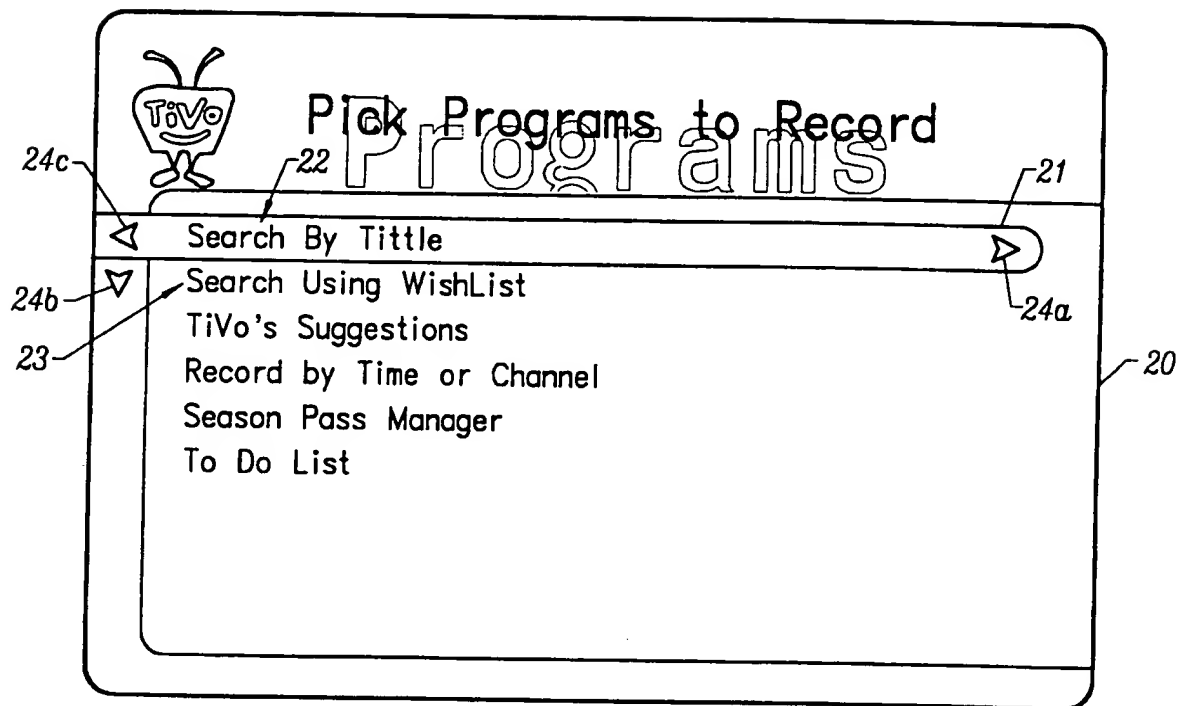 TiVo
Pick Programs to Record
Programs
24c
22
21
Search By Tittle
24b
Search Using WishList
24a
23
TiVo's Suggestions
20
Record by Time or Channel
Season Pass Manager
To Do List